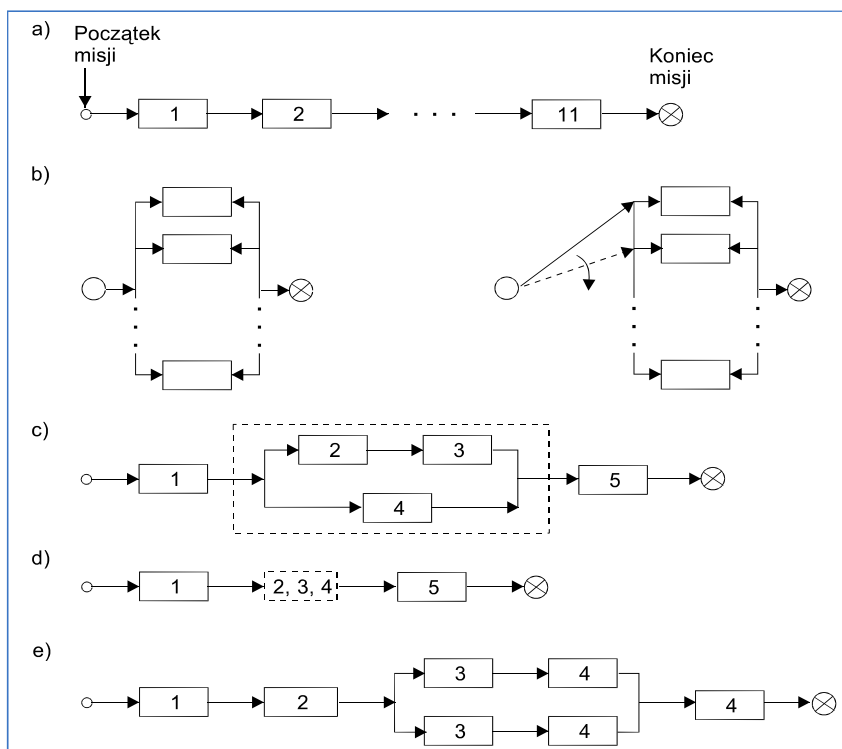 a)
Początek
misji
Koniec
misji
1 2 . . . 11
b)
c)
2 3
1 5
4
d)
1 2, 3, 4 5
e)
3 4
1 2 4
3 4